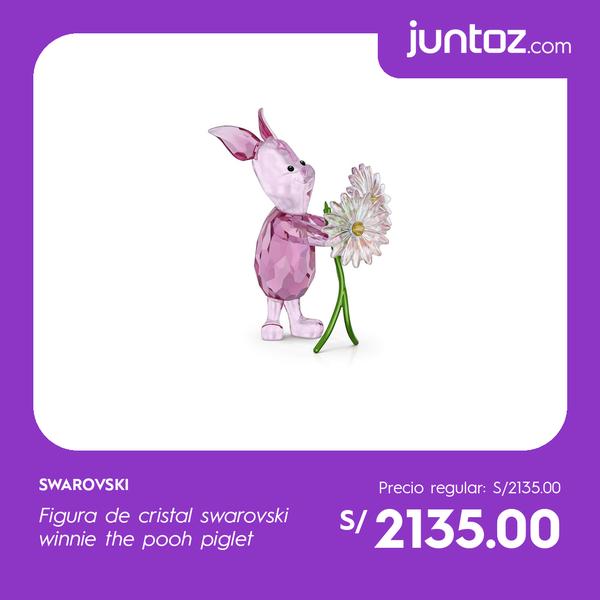 juntoz.com
SWAROVSKI
Figura de cristal swarovski
winnie the pooh piglet
Precio regular: S/2135.00
S/ 2135.00